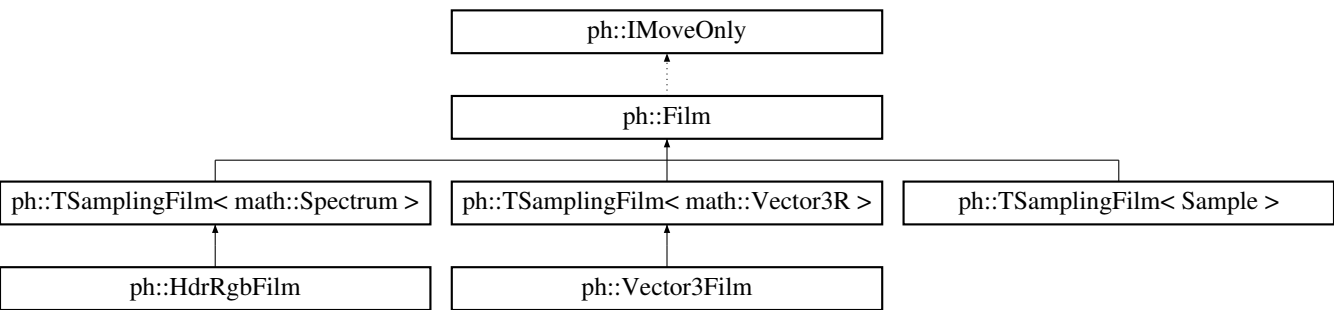 ph::IMoveOnly
ph::Film
ph::TSamplingFilm< math::Spectrum >
ph::TSamplingFilm< math::Vector3R >
ph::TSamplingFilm< Sample >
ph::HdrRgbFilm
ph::Vector3Film